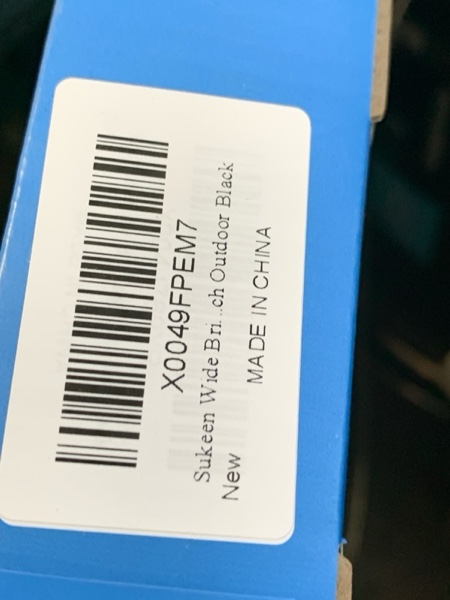 X0049FPEM7
Sukeen Wide Bri...ch Outdoor Black
New
MADE IN CHINA